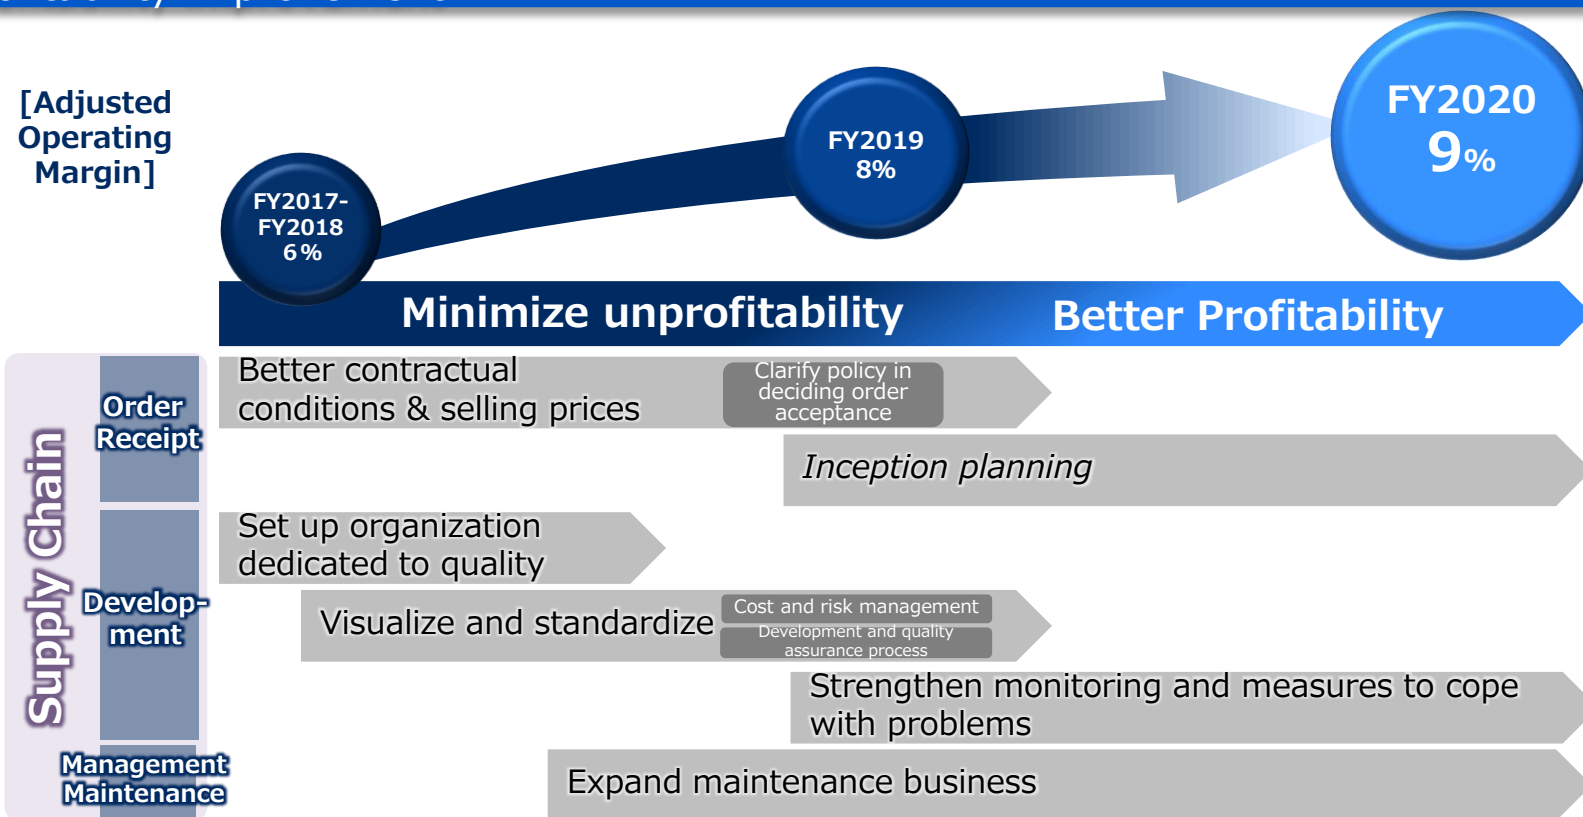 [Adjusted
Operating
Margin]
FY2017-
FY2018
6%
FY2019
8%
FY2020
9%
Minimize unprofitability
Better Profitability
Supply Chain
Order
Receipt
Better contractual
conditions & selling prices
Clarify policy in
deciding order
acceptance
Inception planning
Develop-
ment
Set up organization
dedicated to quality
Visualize and standardize
Cost and risk management
Development and quality
assurance process
Strengthen monitoring and measures to cope
with problems
Management
Maintenance
Expand maintenance business